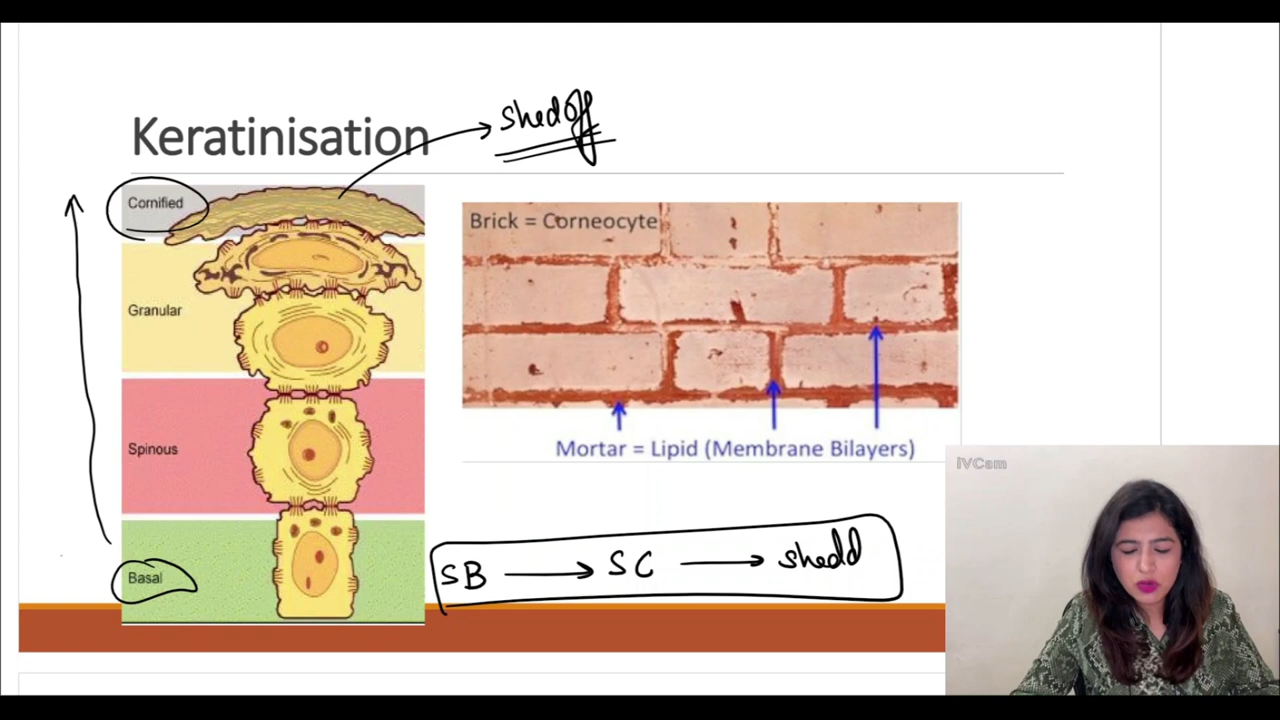 Keratinisation
shed off
Cornified
Granular
Spinous
Basal
Brick = Corneocyte
Mortar = Lipid (Membrane Bilayers)
SB → SC → shedd
iVCam